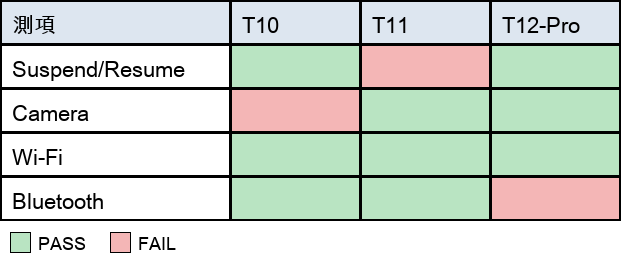 測項 T10 T11 T12-Pro
Suspend/Resume
Camera
Wi-Fi
Bluetooth
PASS FAIL